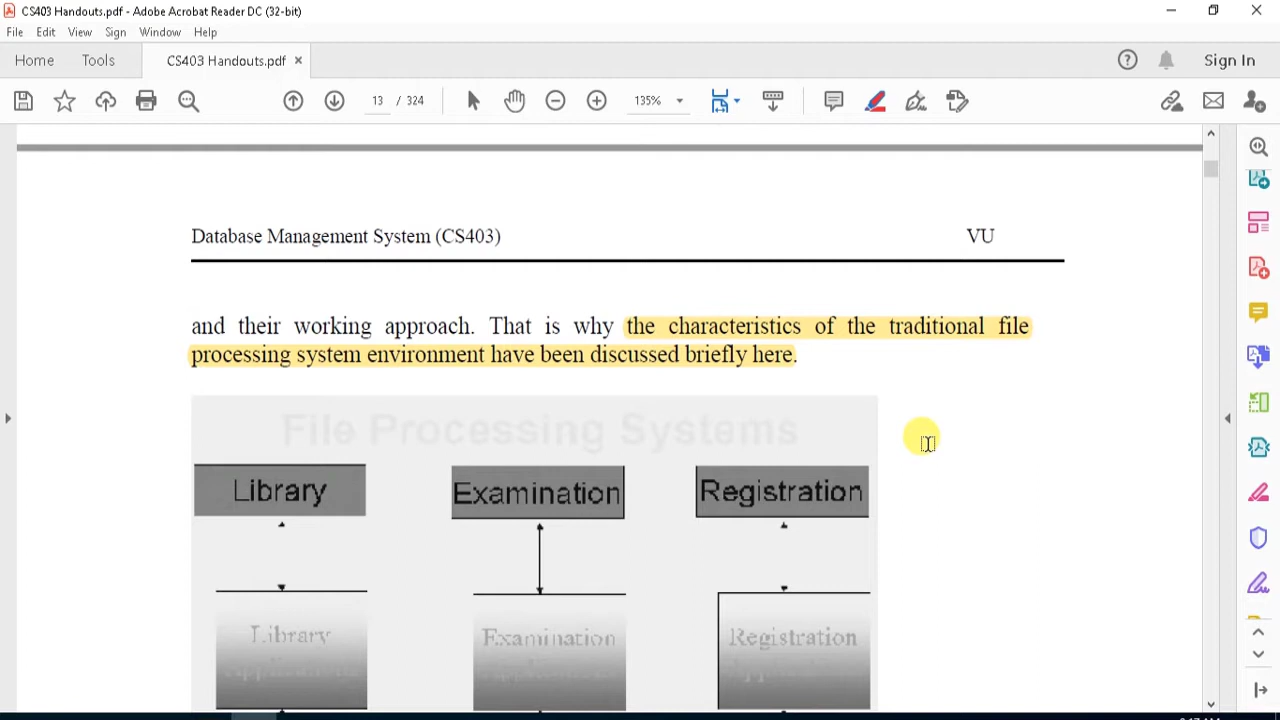 CS403 Handouts.pdf - Adobe Acrobat Reader DC (32-bit)
File Edit View Sign Window Help
Home Tools CS403 Handouts.pdf × Sign In
13 / 324 135%
Database Management System (CS403) VU
and their working approach. That is why the characteristics of the traditional file
processing system environment have been discussed briefly here.
File Processing Systems
Library Examination Registration
Library Examination Registration